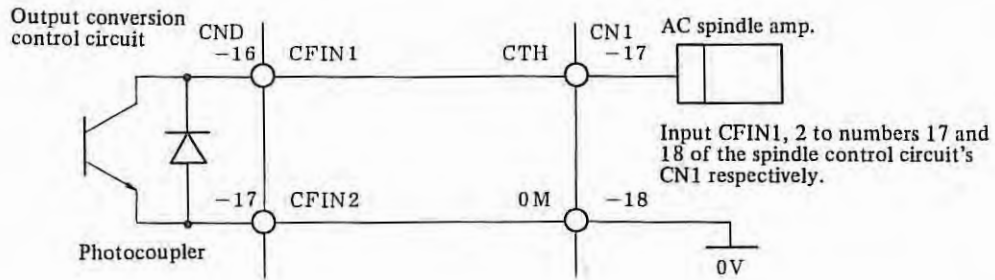 Output conversion
control circuit
CND
CN1
AC spindle amp.
−16
CFIN1
CTH
−17
Input CFIN1, 2 to numbers 17 and
18 of the spindle control circuit's
CN1 respectively.
−17
CFIN2
0M
−18
Photocoupler
0V